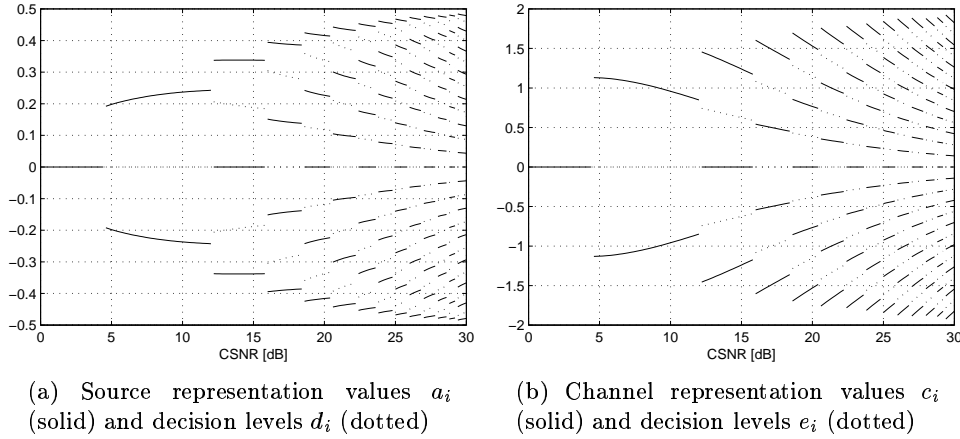 0.5
0.4
0.3
0.2
0.1
0
−0.1
−0.2
−0.3
−0.4
−0.5
0 5 10 15 20 25 30
CSNR [dB]
2
1.5
1
0.5
0
−0.5
−1
−1.5
−2
0 5 10 15 20 25 30
CSNR [dB]
(a) Source representation values a_i
(solid) and decision levels d_i (dotted)
(b) Channel representation values c_i
(solid) and decision levels e_i (dotted)